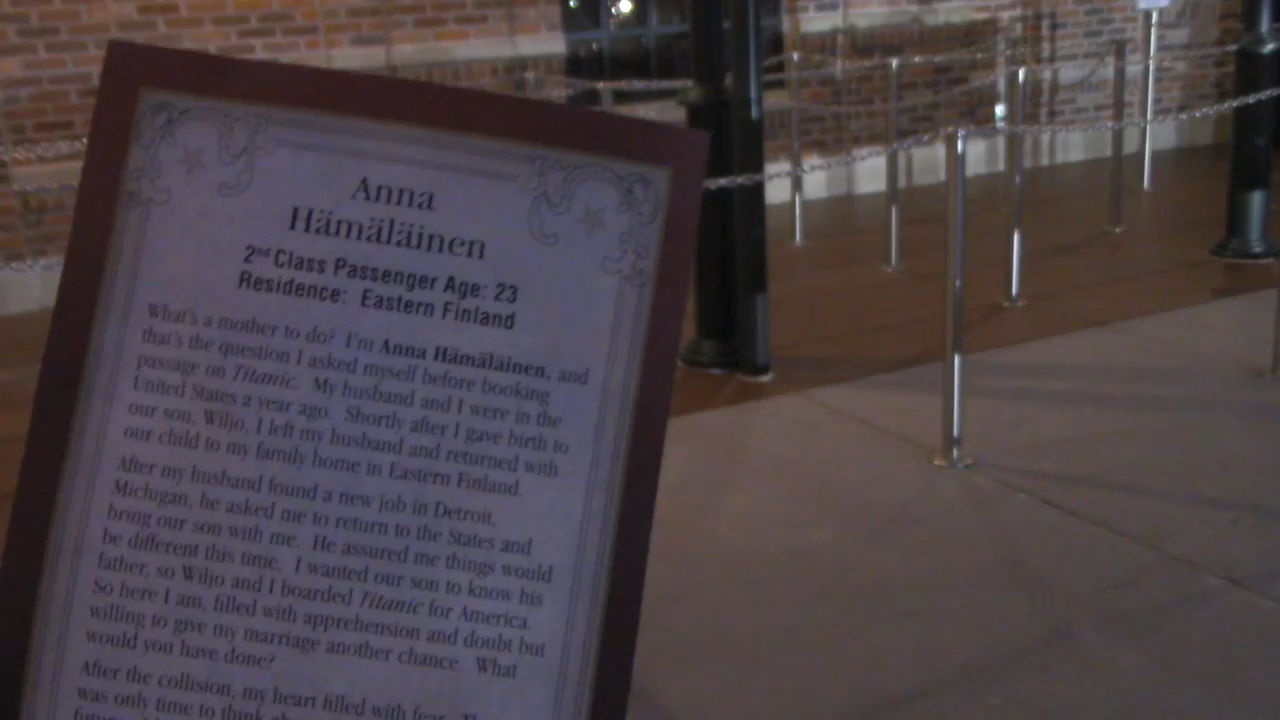 Anna
Hämäläinen
2nd Class Passenger Age: 23
Residence: Eastern Finland
What's a mother to do? I'm Anna Hämäläinen, and
that's the question I asked myself before booking
passage on Titanic. My husband and I were in the
United States a year ago. Shortly after I gave birth to
our son, Wiljo, I left my husband and returned with
our child to my family home in Eastern Finland.
After my husband found a new job in Detroit,
Michigan, he asked me to return to the States and
bring our son with me. He assured me things would
be different this time. I wanted our son to know his
father, so Wiljo and I boarded Titanic for America.
So here I am, filled with apprehension and doubt but
willing to give my marriage another chance. What
would you have done?
After the collision, my heart filled with fear.
was only time to think